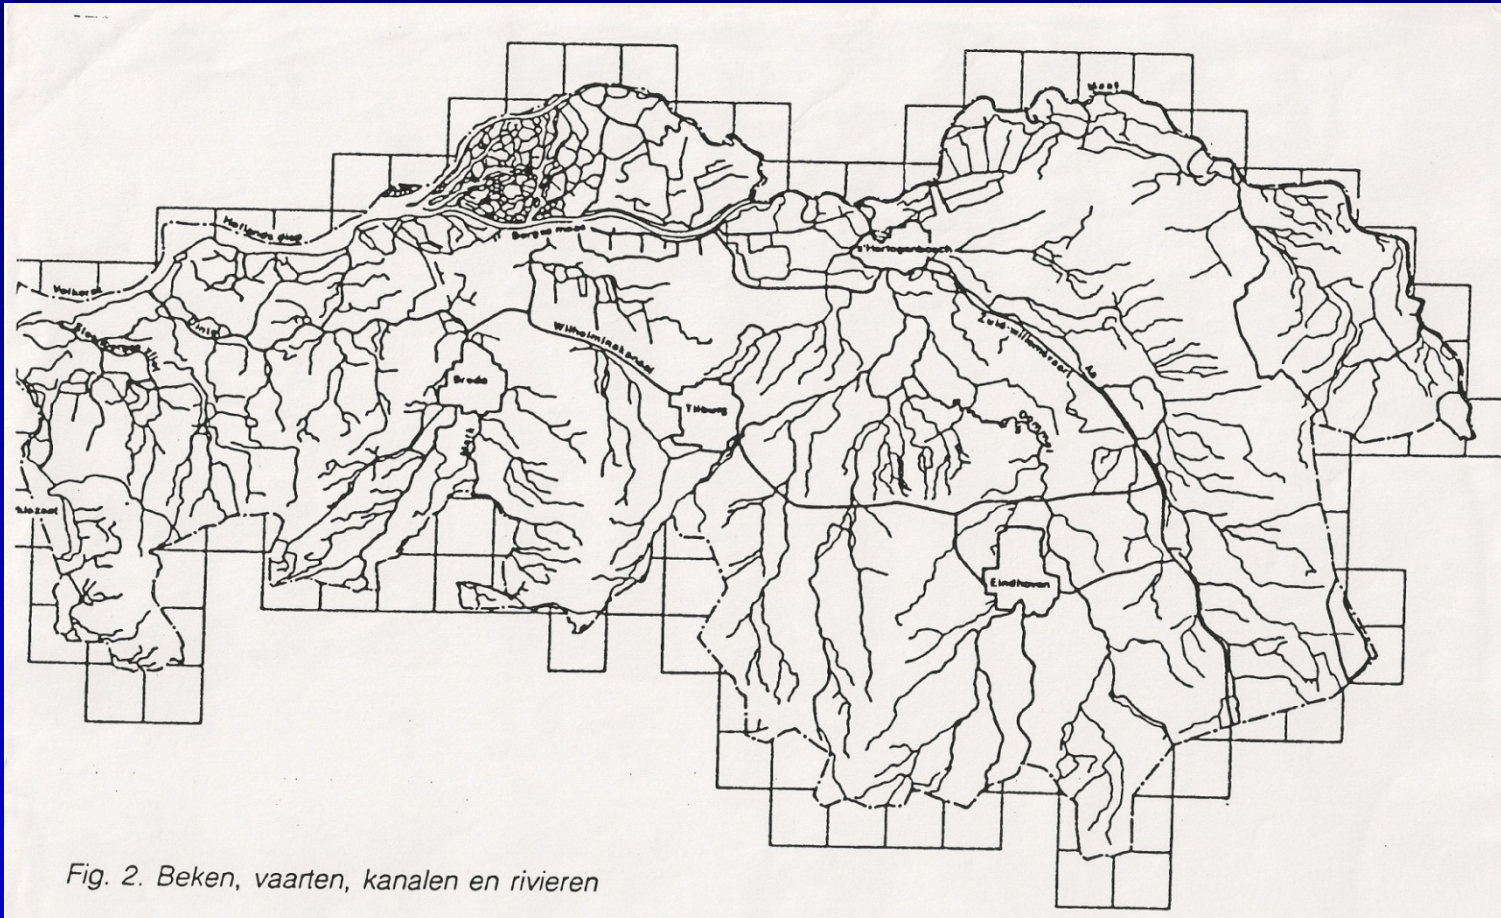 Maas
Hollands diep
Bergse maas
's'Hertogenbosch
Volkerak
Wilhelminakanaal
Zuid-willemsvaart
Aa
Breda
Tilburg
Mark
Dommel
Eindhoven
Fig. 2. Beken, vaarten, kanalen en rivieren